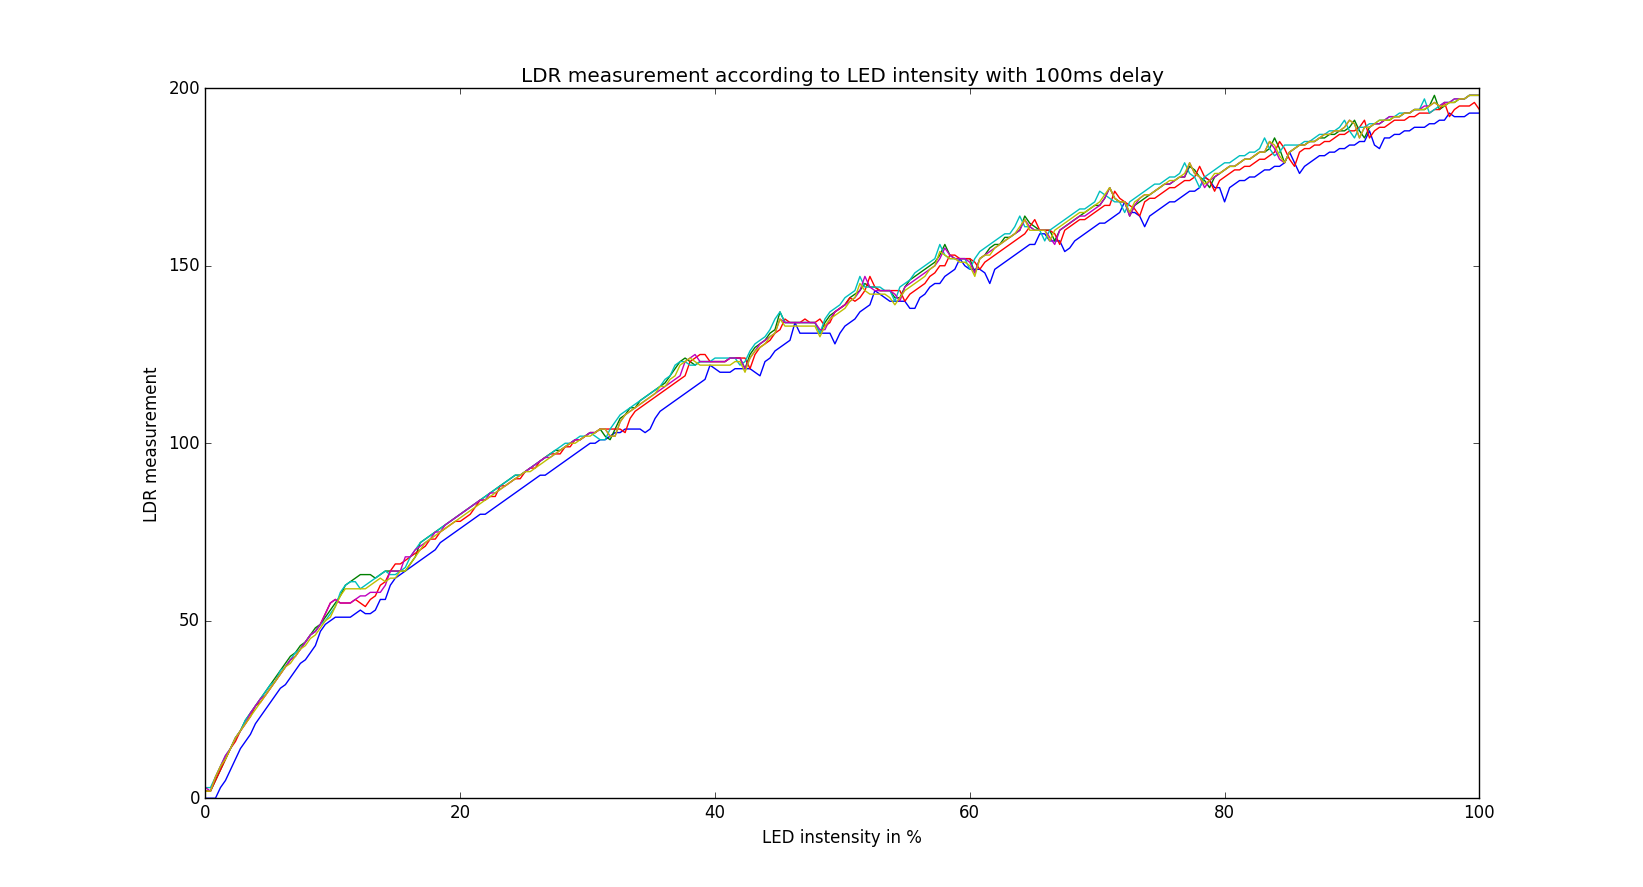 LDR measurement according to LED intensity with 100ms delay
200
150
100
50
0
LDR measurement
0 20 40 60 80 100
LED instensity in %